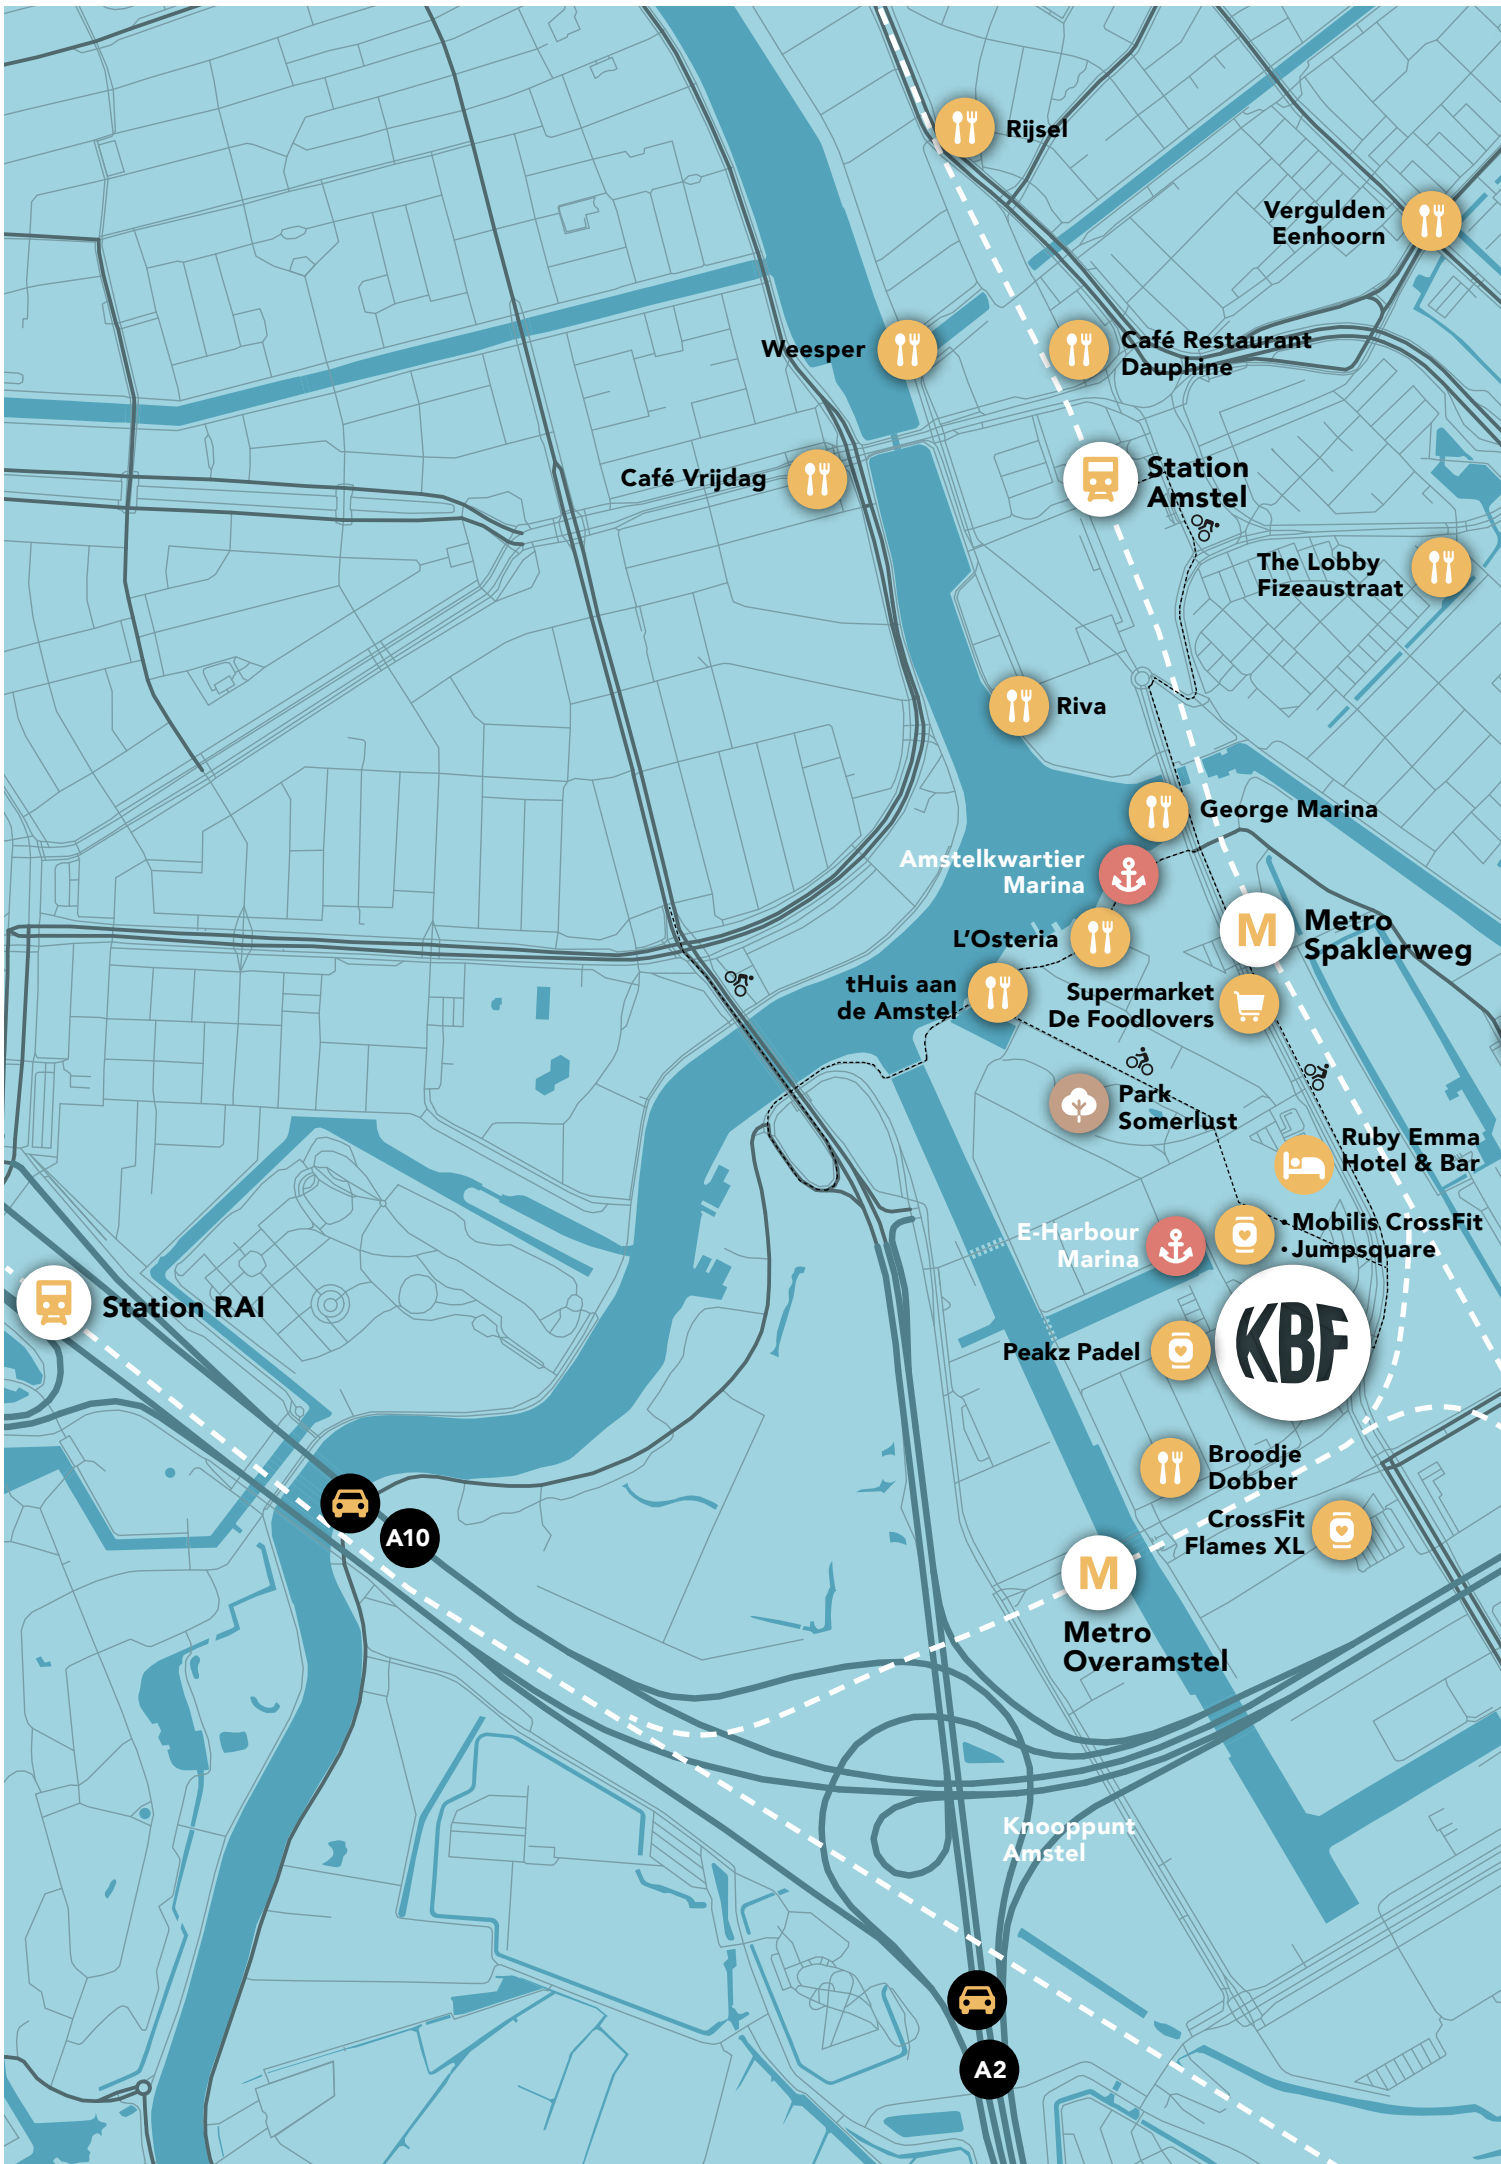 Rijsel
Vergulden
Eenhoorn
Weesper
Café Restaurant
Dauphine
Café Vrijdag
Station
Amstel
The Lobby
Fizeaustraat
Riva
George Marina
Amstelkwartier
Marina
L'Osteria
M
Metro
Spaklerweg
tHuis aan
de Amstel
Supermarket
De Foodlovers
Park
Somerlust
Ruby Emma
Hotel & Bar
E-Harbour
Marina
• Mobilis CrossFit
• Jumpsquare
Station RAI
Peakz Padel
KBF
Broodje
Dobber
CrossFit
Flames XL
A10
M
Metro
Overamstel
Knooppunt
Amstel
A2